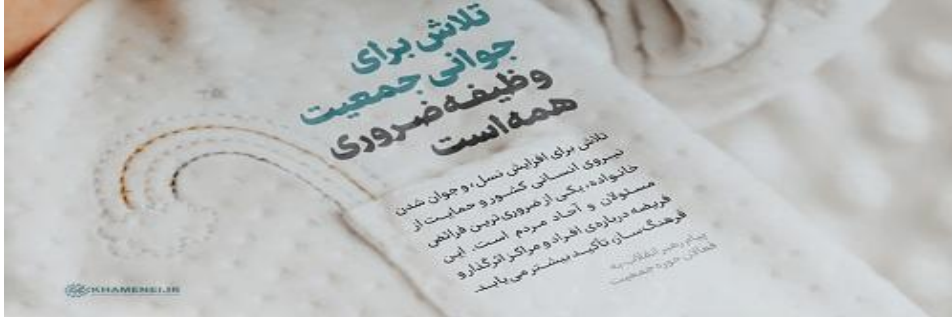 تلاش برای
جوانی جمعیت
وظیفه ضروری
همه است
تلاش برای افزایش نسل، و جوان شدن
نیروی انسانی کشور و حمایت از
خانواده، یکی از ضروری‌ترین فرائض
مسئولان و آحاد مردم است. این
فریضه درباره‌ی افراد و مراکز اثرگذار و
فرهنگ‌ساز، تأکید بیشتر می‌یابد.
پیام رهبر انقلاب به
فعالان حوزه جمعیت
KHAMENEI.IR